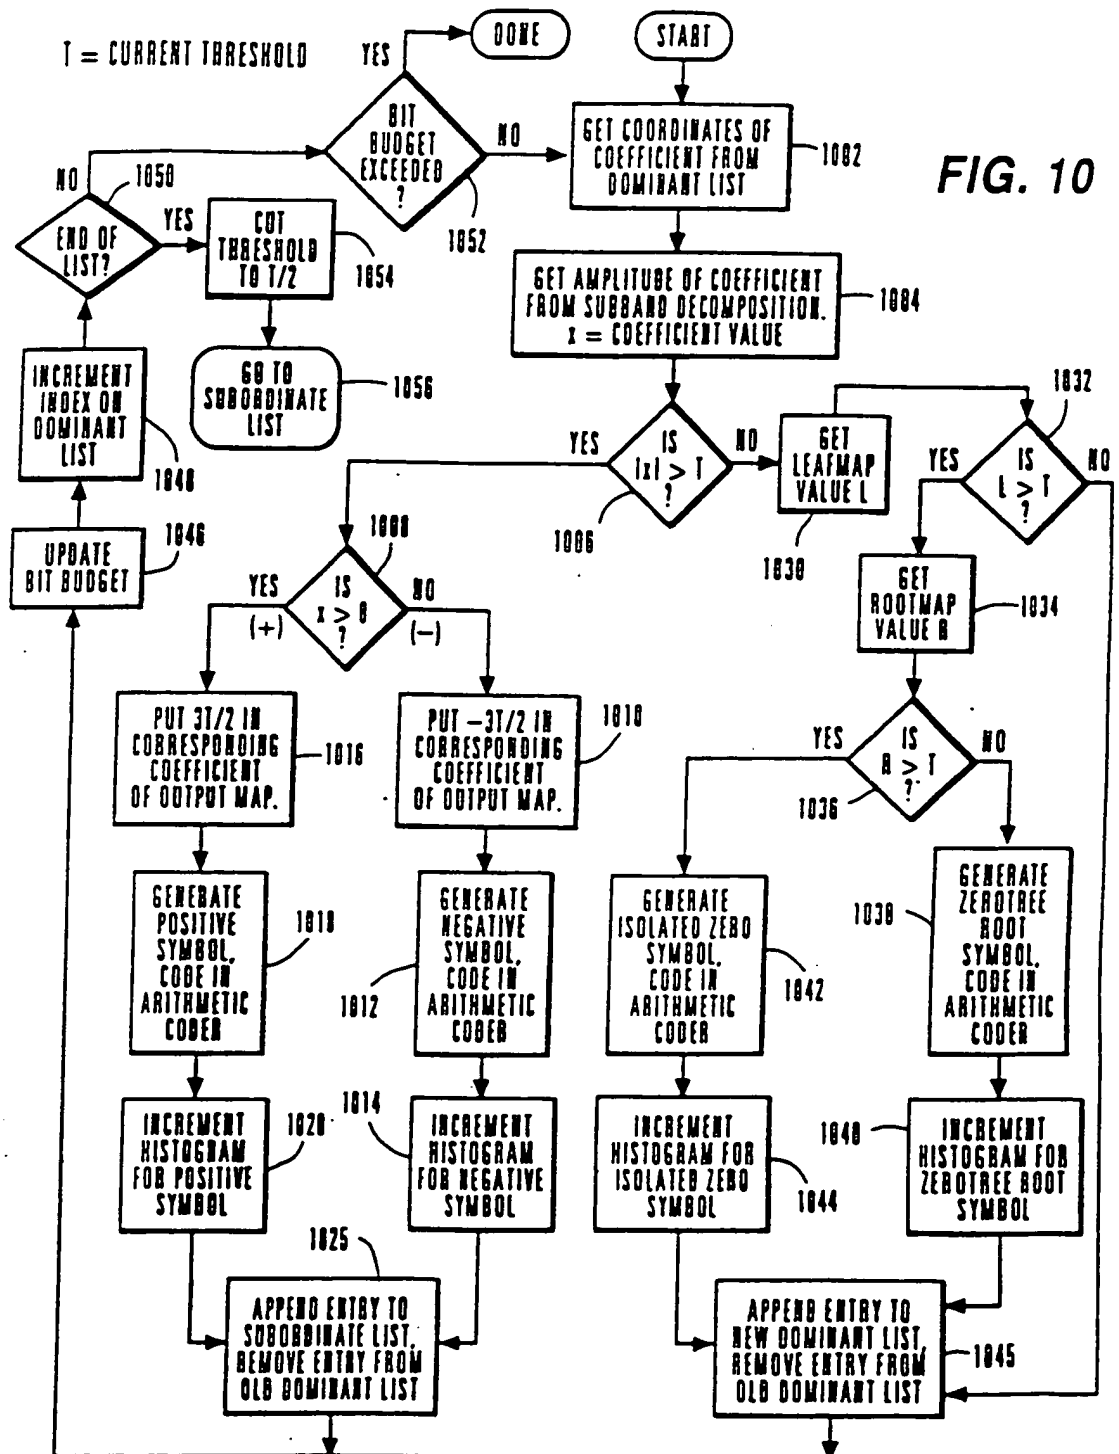 T = CURRENT THRESHOLD
YES
DONE
START
BIT
BUDGET
EXCEEDED
?
NO
1052
GET COORDINATES OF
COEFFICIENT FROM
DOMINANT LIST
1002
FIG. 10
NO
1050
END OF
LIST?
YES
CUT
THRESHOLD
TO T/2
1054
GET AMPLITUDE OF COEFFICIENT
FROM SUBBAND DECOMPOSITION.
X = COEFFICIENT VALUE
1004
INCREMENT
INDEX ON
DOMINANT
LIST
1048
GO TO
SUBORDINATE
LIST
1056
YES
IS
|x| > T
?
NO
1006
GET
LEAFMAP
VALUE L
1030
1032
YES
IS
L > T
?
NO
UPDATE
BIT BUDGET
1046
1008
YES
(+)
IS
X > 0
?
NO
(−)
GET
ROOTMAP
VALUE R
1034
PUT 3T/2 IN
CORRESPONDING
COEFFICIENT
OF OUTPUT MAP.
1016
PUT −3T/2 IN
CORRESPONDING
COEFFICIENT
OF OUTPUT MAP.
1010
YES
IS
R > T
?
NO
1036
GENERATE
POSITIVE
SYMBOL,
CODE IN
ARITHMETIC
CODER
1018
GENERATE
NEGATIVE
SYMBOL,
CODE IN
ARITHMETIC
CODER
1012
GENERATE
ISOLATED ZERO
SYMBOL,
CODE IN
ARITHMETIC
CODER
1042
GENERATE
ZEROTREE
ROOT
SYMBOL,
CODE IN
ARITHMETIC
CODER
1038
INCREMENT
HISTOGRAM
FOR POSITIVE
SYMBOL
1020
1014
INCREMENT
HISTOGRAM
FOR NEGATIVE
SYMBOL
INCREMENT
HISTOGRAM FOR
ISOLATED ZERO
SYMBOL
1044
1040
INCREMENT
HISTOGRAM FOR
ZEROTREE ROOT
SYMBOL
1025
APPEND ENTRY TO
SUBORDINATE LIST,
REMOVE ENTRY FROM
OLD DOMINANT LIST
APPEND ENTRY TO
NEW DOMINANT LIST,
REMOVE ENTRY FROM
OLD DOMINANT LIST
1045